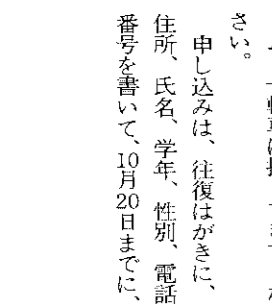 さい。
申し込みは、往復はがきに、
住所、氏名、学年、性別、電話
番号を書いて、10月20日までに、